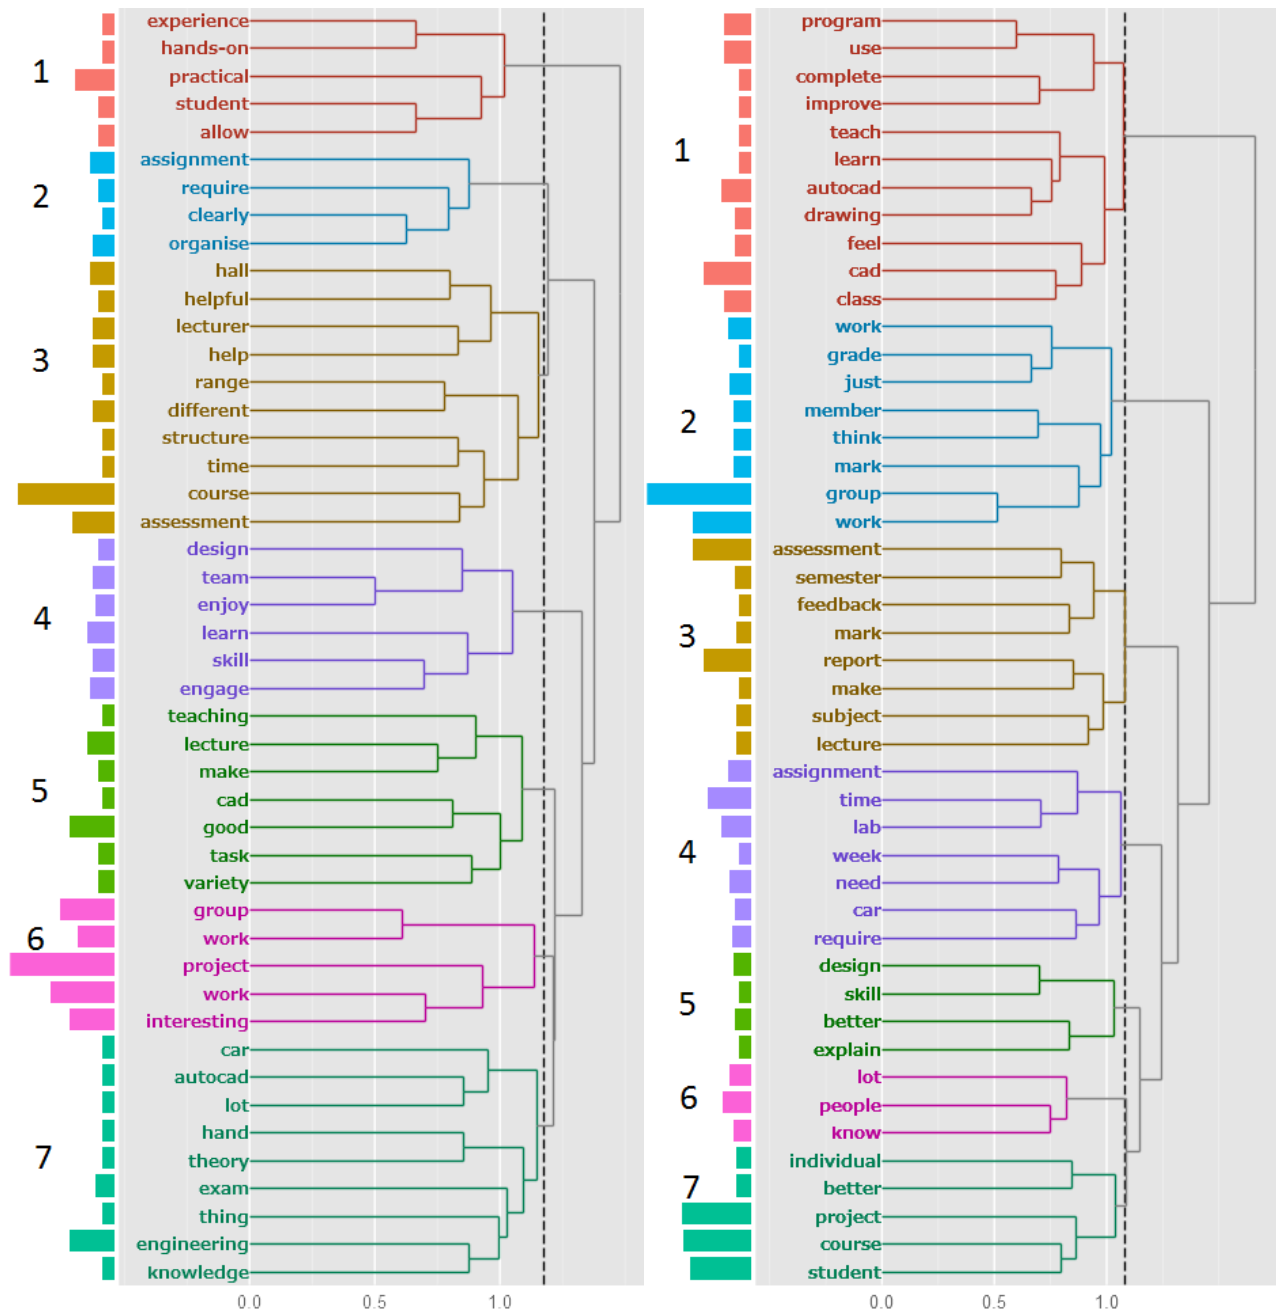 experience
hands-on
1
practical
student
allow
assignment
2
require
clearly
organise
hall
helpful
lecturer
3
help
range
different
structure
time
course
assessment
design
team
enjoy
4
learn
skill
engage
teaching
lecture
make
5
cad
good
task
variety
group
6
work
project
work
interesting
car
autocad
lot
hand
7
theory
exam
thing
engineering
knowledge
0.0 0.5 1.0
program
use
complete
improve
teach
1
learn
autocad
drawing
feel
cad
class
work
grade
just
member
2
think
mark
group
work
assessment
semester
feedback
3
mark
report
make
subject
lecture
assignment
time
lab
4
week
need
car
require
design
skill
5
better
explain
lot
6
people
know
individual
7
better
project
course
student
0.0 0.5 1.0